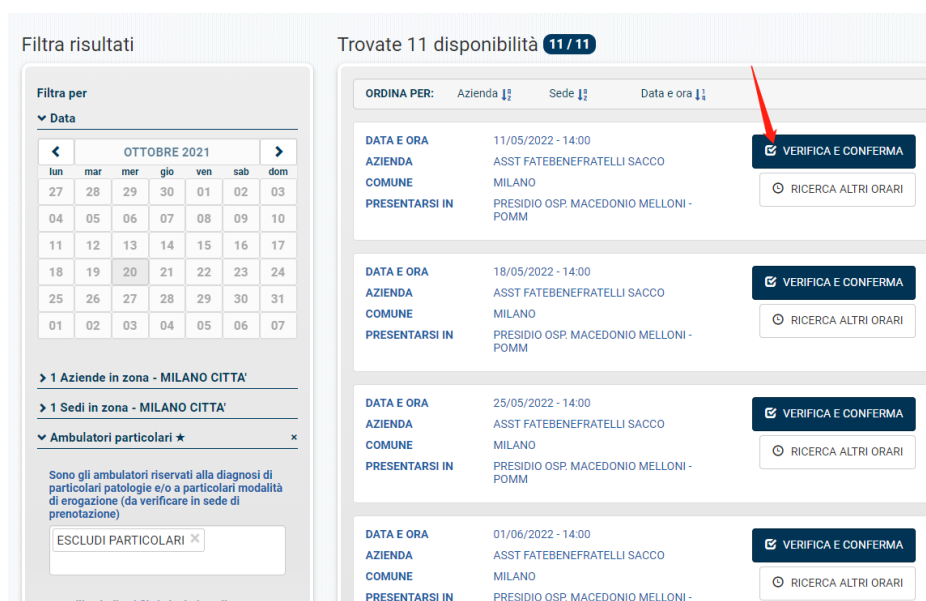 Filtra risultati
Filtra per
Data
OTTOBRE 2021
lun mar mer gio ven sab dom
27 28 29 30 01 02 03
04 05 06 07 08 09 10
11 12 13 14 15 16 17
18 19 20 21 22 23 24
25 26 27 28 29 30 31
01 02 03 04 05 06 07
1 Aziende in zona - MILANO CITTA'
1 Sedi in zona - MILANO CITTA'
Ambulatori particolari ★ ×
Sono gli ambulatori riservati alla diagnosi di
particolari patologie e/o a particolari modalità
di erogazione (da verificare in sede di
prenotazione)
ESCLUDI PARTICOLARI ×
Trovate 11 disponibilità 11 / 11
ORDINA PER: Azienda Sede Data e ora
DATA E ORA 11/05/2022 - 14:00
AZIENDA ASST FATEBENEFRATELLI SACCO
COMUNE MILANO
PRESENTARSI IN PRESIDIO OSP. MACEDONIO MELLONI -
POMM
VERIFICA E CONFERMA
RICERCA ALTRI ORARI
DATA E ORA 18/05/2022 - 14:00
AZIENDA ASST FATEBENEFRATELLI SACCO
COMUNE MILANO
PRESENTARSI IN PRESIDIO OSP. MACEDONIO MELLONI -
POMM
VERIFICA E CONFERMA
RICERCA ALTRI ORARI
DATA E ORA 25/05/2022 - 14:00
AZIENDA ASST FATEBENEFRATELLI SACCO
COMUNE MILANO
PRESENTARSI IN PRESIDIO OSP. MACEDONIO MELLONI -
POMM
VERIFICA E CONFERMA
RICERCA ALTRI ORARI
DATA E ORA 01/06/2022 - 14:00
AZIENDA ASST FATEBENEFRATELLI SACCO
COMUNE MILANO
PRESENTARSI IN PRESIDIO OSP. MACEDONIO MELLONI -
VERIFICA E CONFERMA
RICERCA ALTRI ORARI